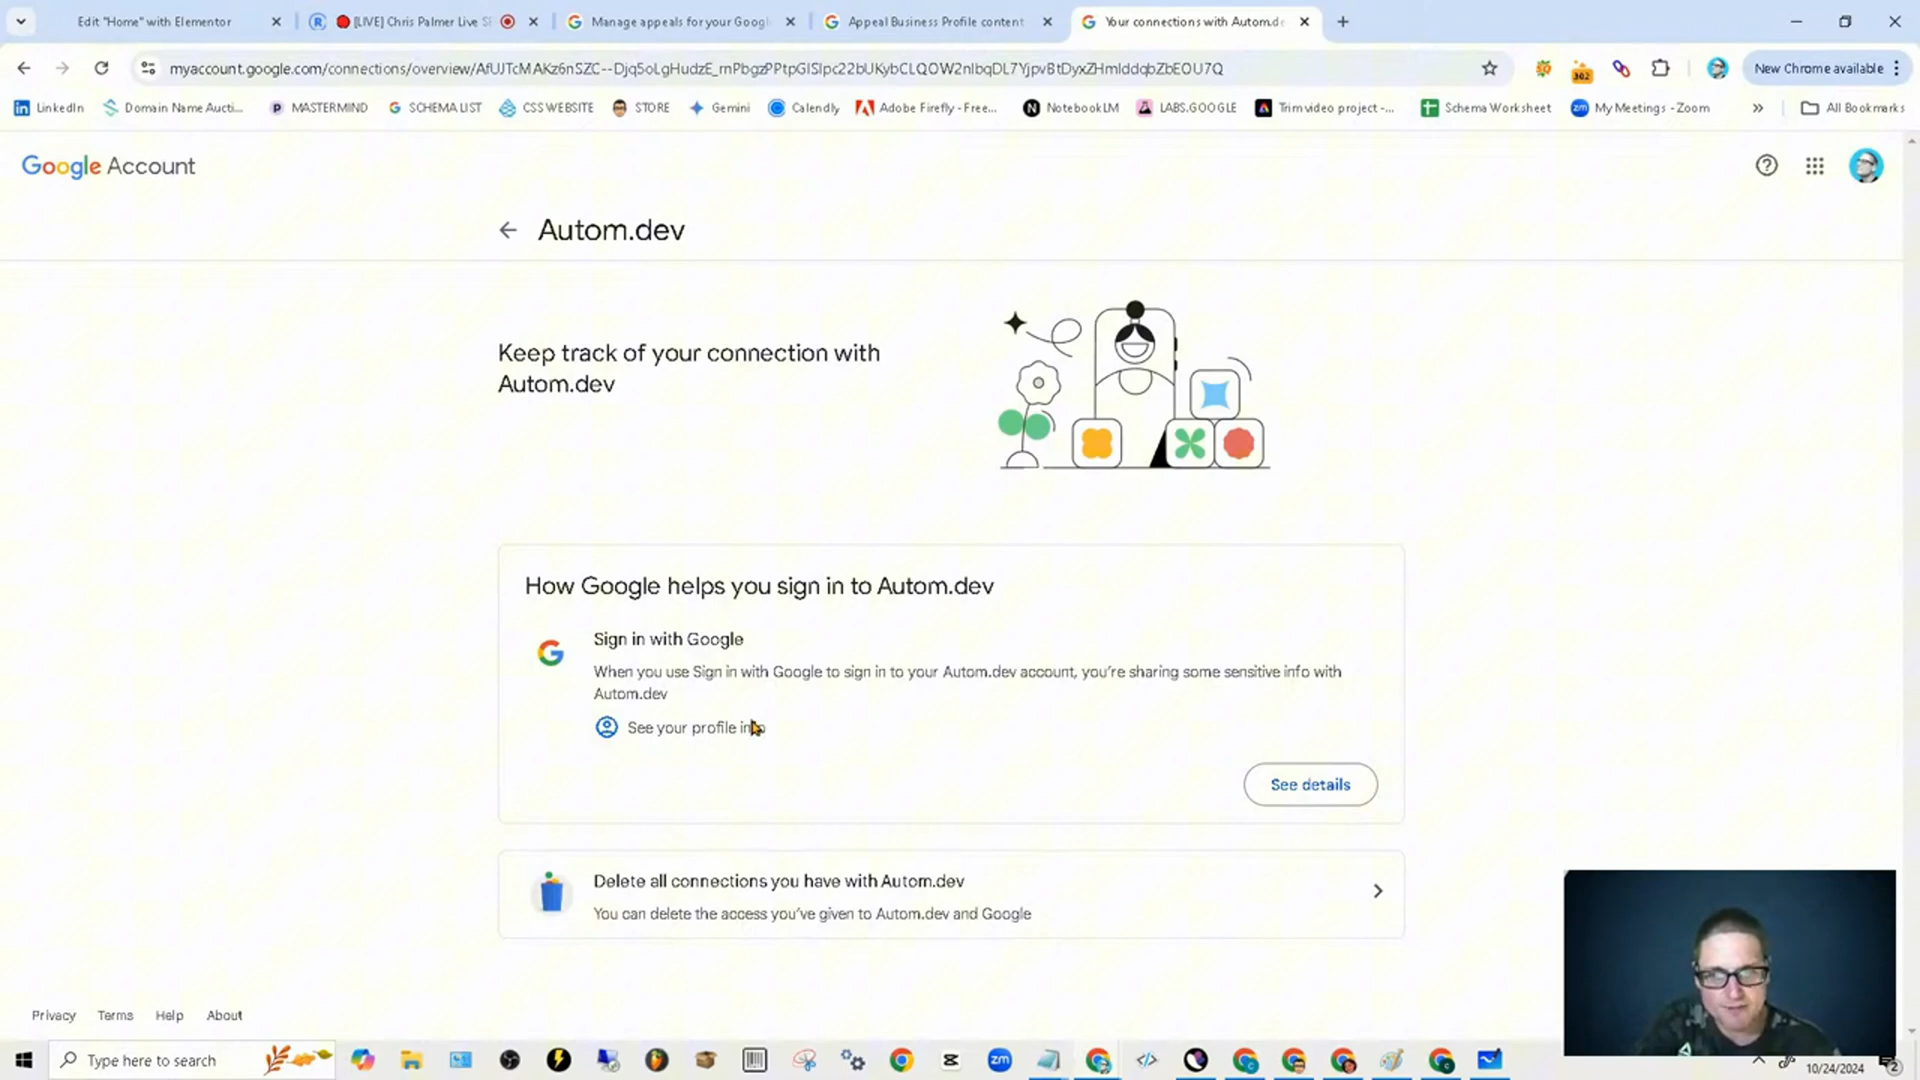 Edit "Home" with Elementor
[LIVE] Chris Palmer Live
Manage appeals for your Googl
Appeal Business Profile content
Your connections with Autom.de
myaccount.google.com/connections/overview/
New Chrome available
LinkedIn
Domain Name Aucti...
MASTERMIND
SCHEMA LIST
CSS WEBSITE
STORE
Gemini
Calendly
Adobe Firefly - Free...
NotebookLM
LABS.GOOGLE
Trim video project -...
Schema Worksheet
My Meetings - Zoom
All Bookmarks
Google Account
Autom.dev
Keep track of your connection with
Autom.dev
How Google helps you sign in to Autom.dev
Sign in with Google
When you use Sign in with Google to sign in to your Autom.dev account, you're sharing some sensitive info with
Autom.dev
See your profile info
See details
Delete all connections you have with Autom.dev
You can delete the access you've given to Autom.dev and Google
Privacy Terms Help About
Type here to search
10/24/2024